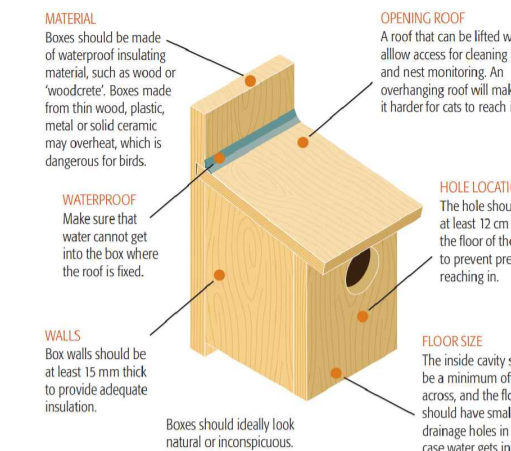 MATERIAL
Boxes should be made
of waterproof insulating
material, such as wood or
‘woodcrete’. Boxes made
from thin wood, plastic,
metal or solid ceramic
may overheat, which is
dangerous for birds.
WATERPROOF
Make sure that
water cannot get
into the box where
the roof is fixed.
WALLS
Box walls should be
at least 15 mm thick
to provide adequate
insulation.
Boxes should ideally look
natural or inconspicuous.
OPENING ROOF
A roof that can be lifted
alllow access for cleaning
and nest monitoring. An
overhanging roof will
it harder for cats to reach
HOLE
The hole
at least 12 cm
the floor of
to prevent
reaching in.
FLOOR SIZE
The inside cavity
be a minimum of
across, and the
should have
drainage holes in
case water gets